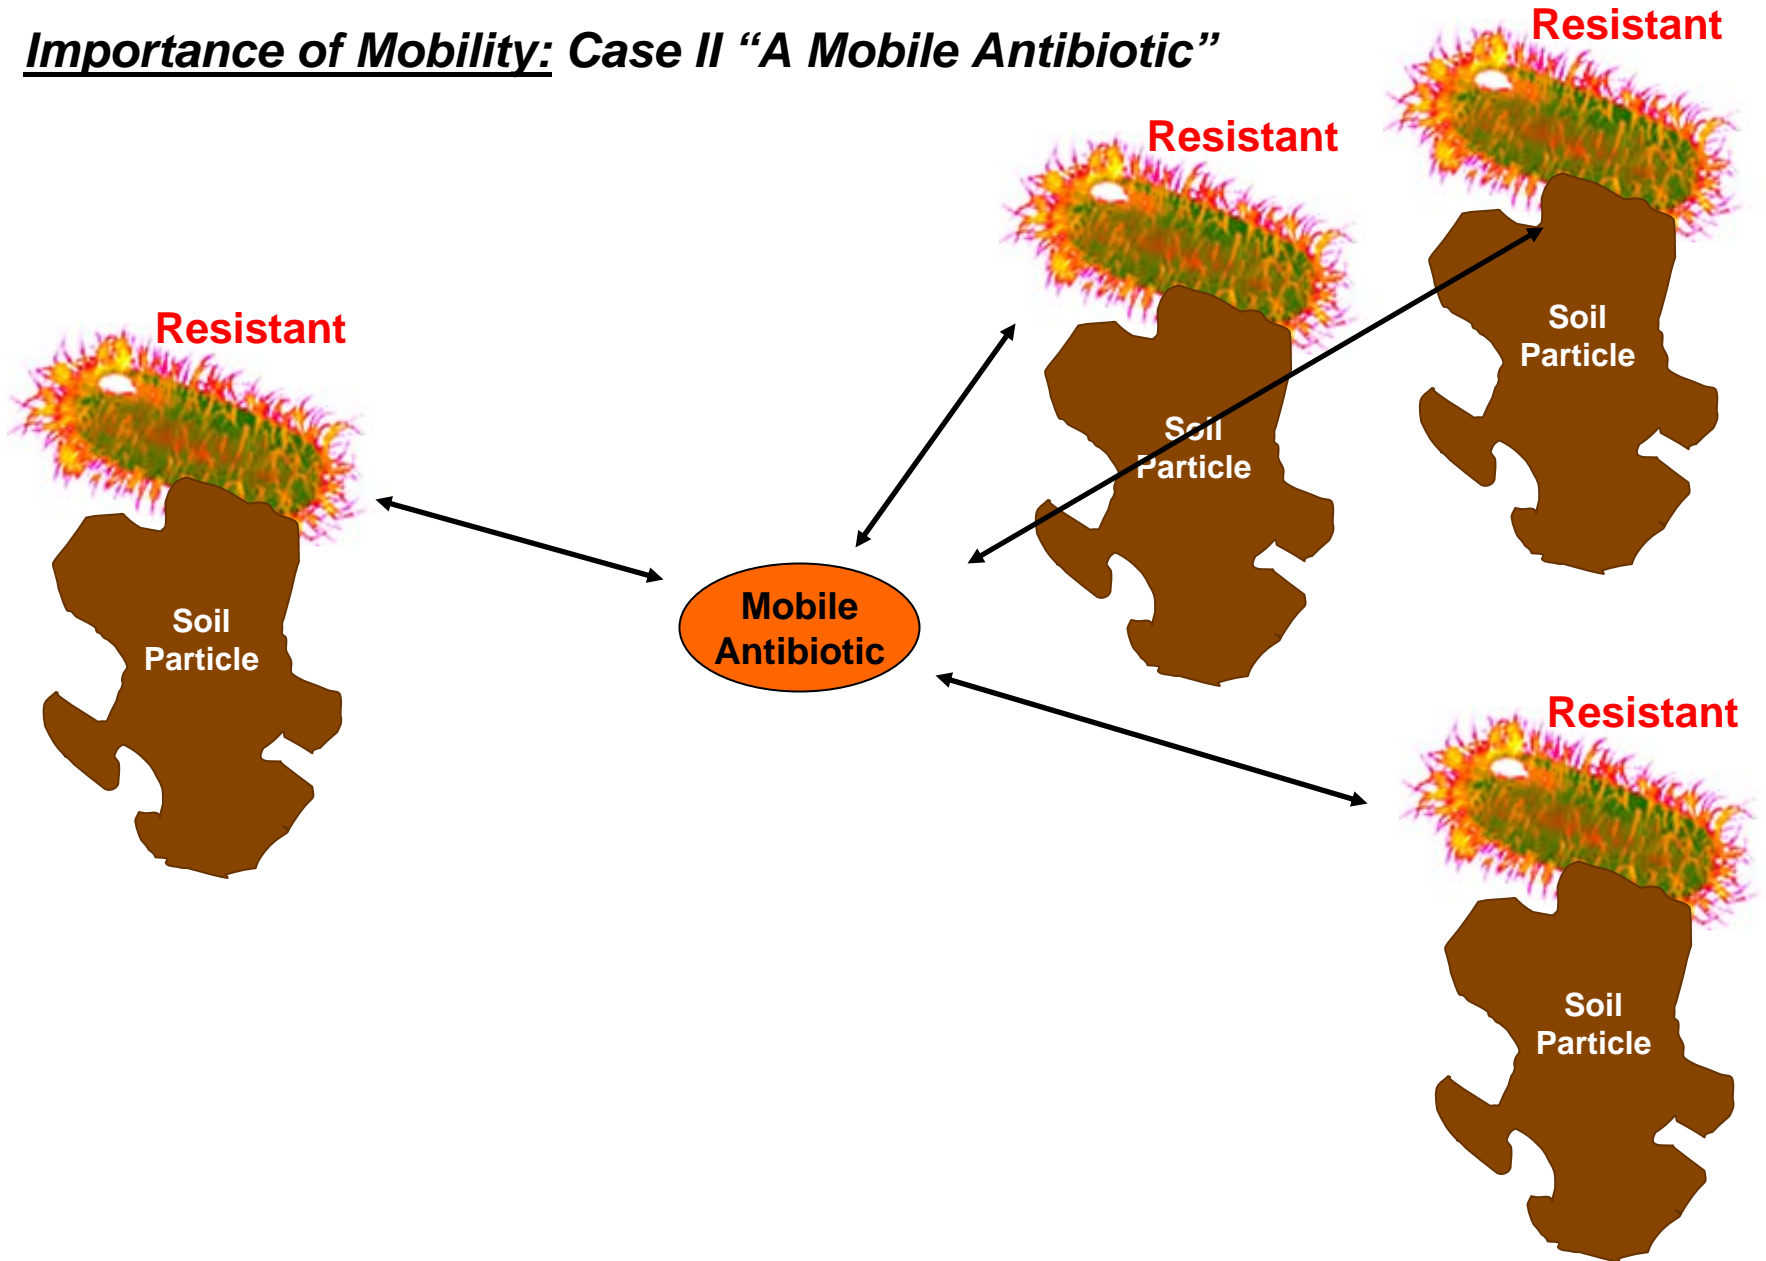 Importance of Mobility: Case II “A Mobile Antibiotic”
Resistant
Resistant
Resistant
Soil
Particle
Soil
Particle
Mobile
Antibiotic
Soil
Particle
Resistant
Soil
Particle